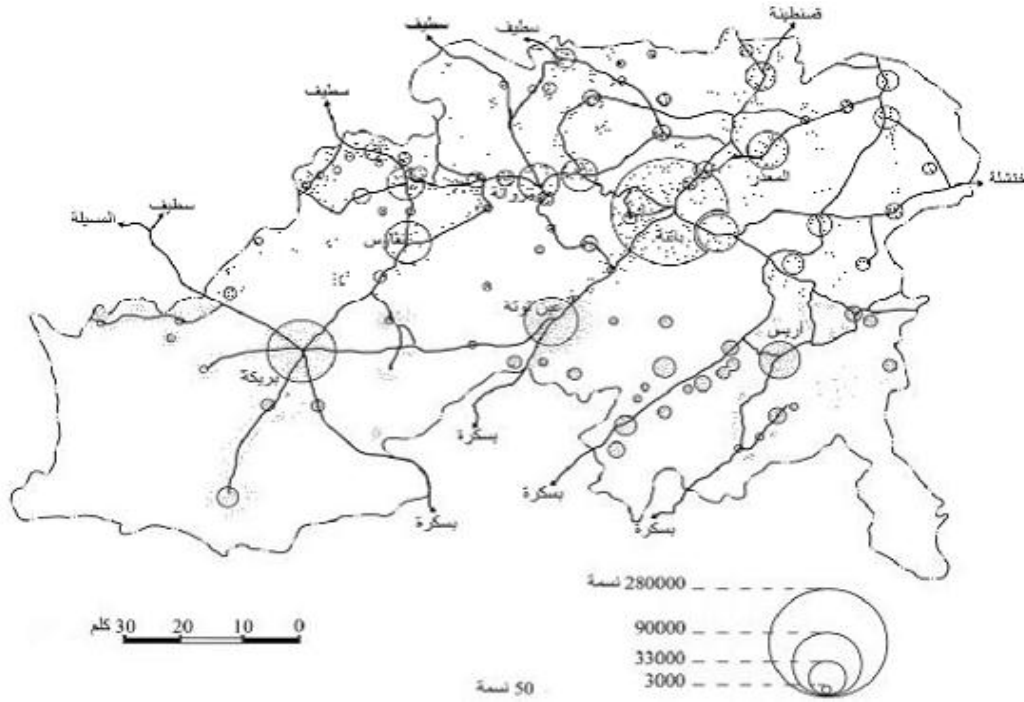 قسنطينة
سطيف
سطيف
سطيف
المعذر
خنشلة
مروانة
سطيف
المسيلة
باتنة
نقاوس
عين توتة
أريس
بريكة
بسكرة
بسكرة
بسكرة
بسكرة
280000 نسمة
90000
33000
3000
30 20 10 0 كلم
50 نسمة